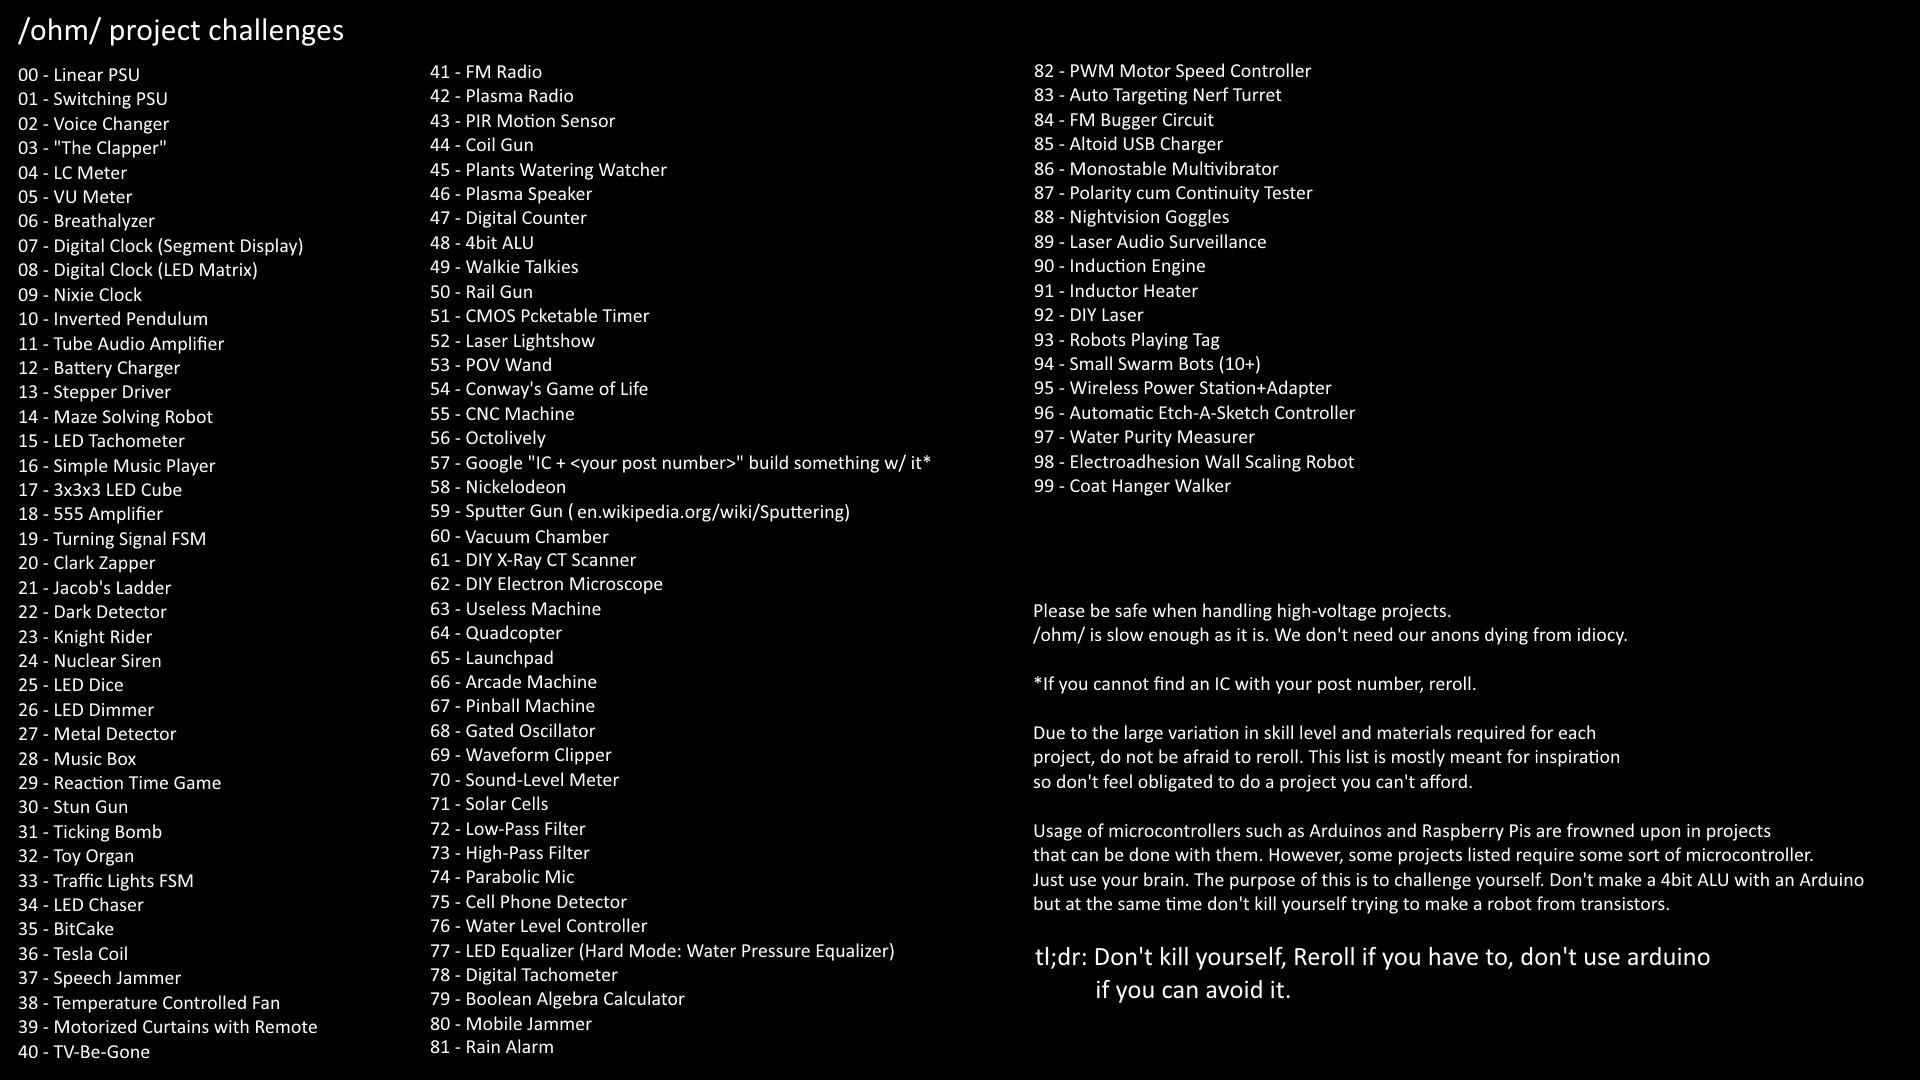 /ohm/ project challenges
00 - Linear PSU
01 - Switching PSU
02 - Voice Changer
03 - "The Clapper"
04 - LC Meter
05 - VU Meter
06 - Breathalyzer
07 - Digital Clock (Segment Display)
08 - Digital Clock (LED Matrix)
09 - Nixie Clock
10 - Inverted Pendulum
11 - Tube Audio Amplifier
12 - Battery Charger
13 - Stepper Driver
14 - Maze Solving Robot
15 - LED Tachometer
16 - Simple Music Player
17 - 3x3x3 LED Cube
18 - 555 Amplifier
19 - Turning Signal FSM
20 - Clark Zapper
21 - Jacob's Ladder
22 - Dark Detector
23 - Knight Rider
24 - Nuclear Siren
25 - LED Dice
26 - LED Dimmer
27 - Metal Detector
28 - Music Box
29 - Reaction Time Game
30 - Stun Gun
31 - Ticking Bomb
32 - Toy Organ
33 - Traffic Lights FSM
34 - LED Chaser
35 - BitCake
36 - Tesla Coil
37 - Speech Jammer
38 - Temperature Controlled Fan
39 - Motorized Curtains with Remote
40 - TV-Be-Gone
41 - FM Radio
42 - Plasma Radio
43 - PIR Motion Sensor
44 - Coil Gun
45 - Plants Watering Watcher
46 - Plasma Speaker
47 - Digital Counter
48 - 4bit ALU
49 - Walkie Talkies
50 - Rail Gun
51 - CMOS Pcketable Timer
52 - Laser Lightshow
53 - POV Wand
54 - Conway's Game of Life
55 - CNC Machine
56 - Octolively
57 - Google "IC + <your post number>" build something w/ it*
58 - Nickelodeon
59 - Sputter Gun ( en.wikipedia.org/wiki/Sputtering)
60 - Vacuum Chamber
61 - DIY X-Ray CT Scanner
62 - DIY Electron Microscope
63 - Useless Machine
64 - Quadcopter
65 - Launchpad
66 - Arcade Machine
67 - Pinball Machine
68 - Gated Oscillator
69 - Waveform Clipper
70 - Sound-Level Meter
71 - Solar Cells
72 - Low-Pass Filter
73 - High-Pass Filter
74 - Parabolic Mic
75 - Cell Phone Detector
76 - Water Level Controller
77 - LED Equalizer (Hard Mode: Water Pressure Equalizer)
78 - Digital Tachometer
79 - Boolean Algebra Calculator
80 - Mobile Jammer
81 - Rain Alarm
82 - PWM Motor Speed Controller
83 - Auto Targeting Nerf Turret
84 - FM Bugger Circuit
85 - Altoid USB Charger
86 - Monostable Multivibrator
87 - Polarity cum Continuity Tester
88 - Nightvision Goggles
89 - Laser Audio Surveillance
90 - Induction Engine
91 - Inductor Heater
92 - DIY Laser
93 - Robots Playing Tag
94 - Small Swarm Bots (10+)
95 - Wireless Power Station+Adapter
96 - Automatic Etch-A-Sketch Controller
97 - Water Purity Measurer
98 - Electroadhesion Wall Scaling Robot
99 - Coat Hanger Walker
Please be safe when handling high-voltage projects.
/ohm/ is slow enough as it is. We don't need our anons dying from idiocy.
*If you cannot find an IC with your post number, reroll.
Due to the large variation in skill level and materials required for each
project, do not be afraid to reroll. This list is mostly meant for inspiration
so don't feel obligated to do a project you can't afford.
Usage of microcontrollers such as Arduinos and Raspberry Pis are frowned upon in projects
that can be done with them. However, some projects listed require some sort of microcontroller.
Just use your brain. The purpose of this is to challenge yourself. Don't make a 4bit ALU with an Arduino
but at the same time don't kill yourself trying to make a robot from transistors.
tl;dr: Don't kill yourself, Reroll if you have to, don't use arduino
if you can avoid it.